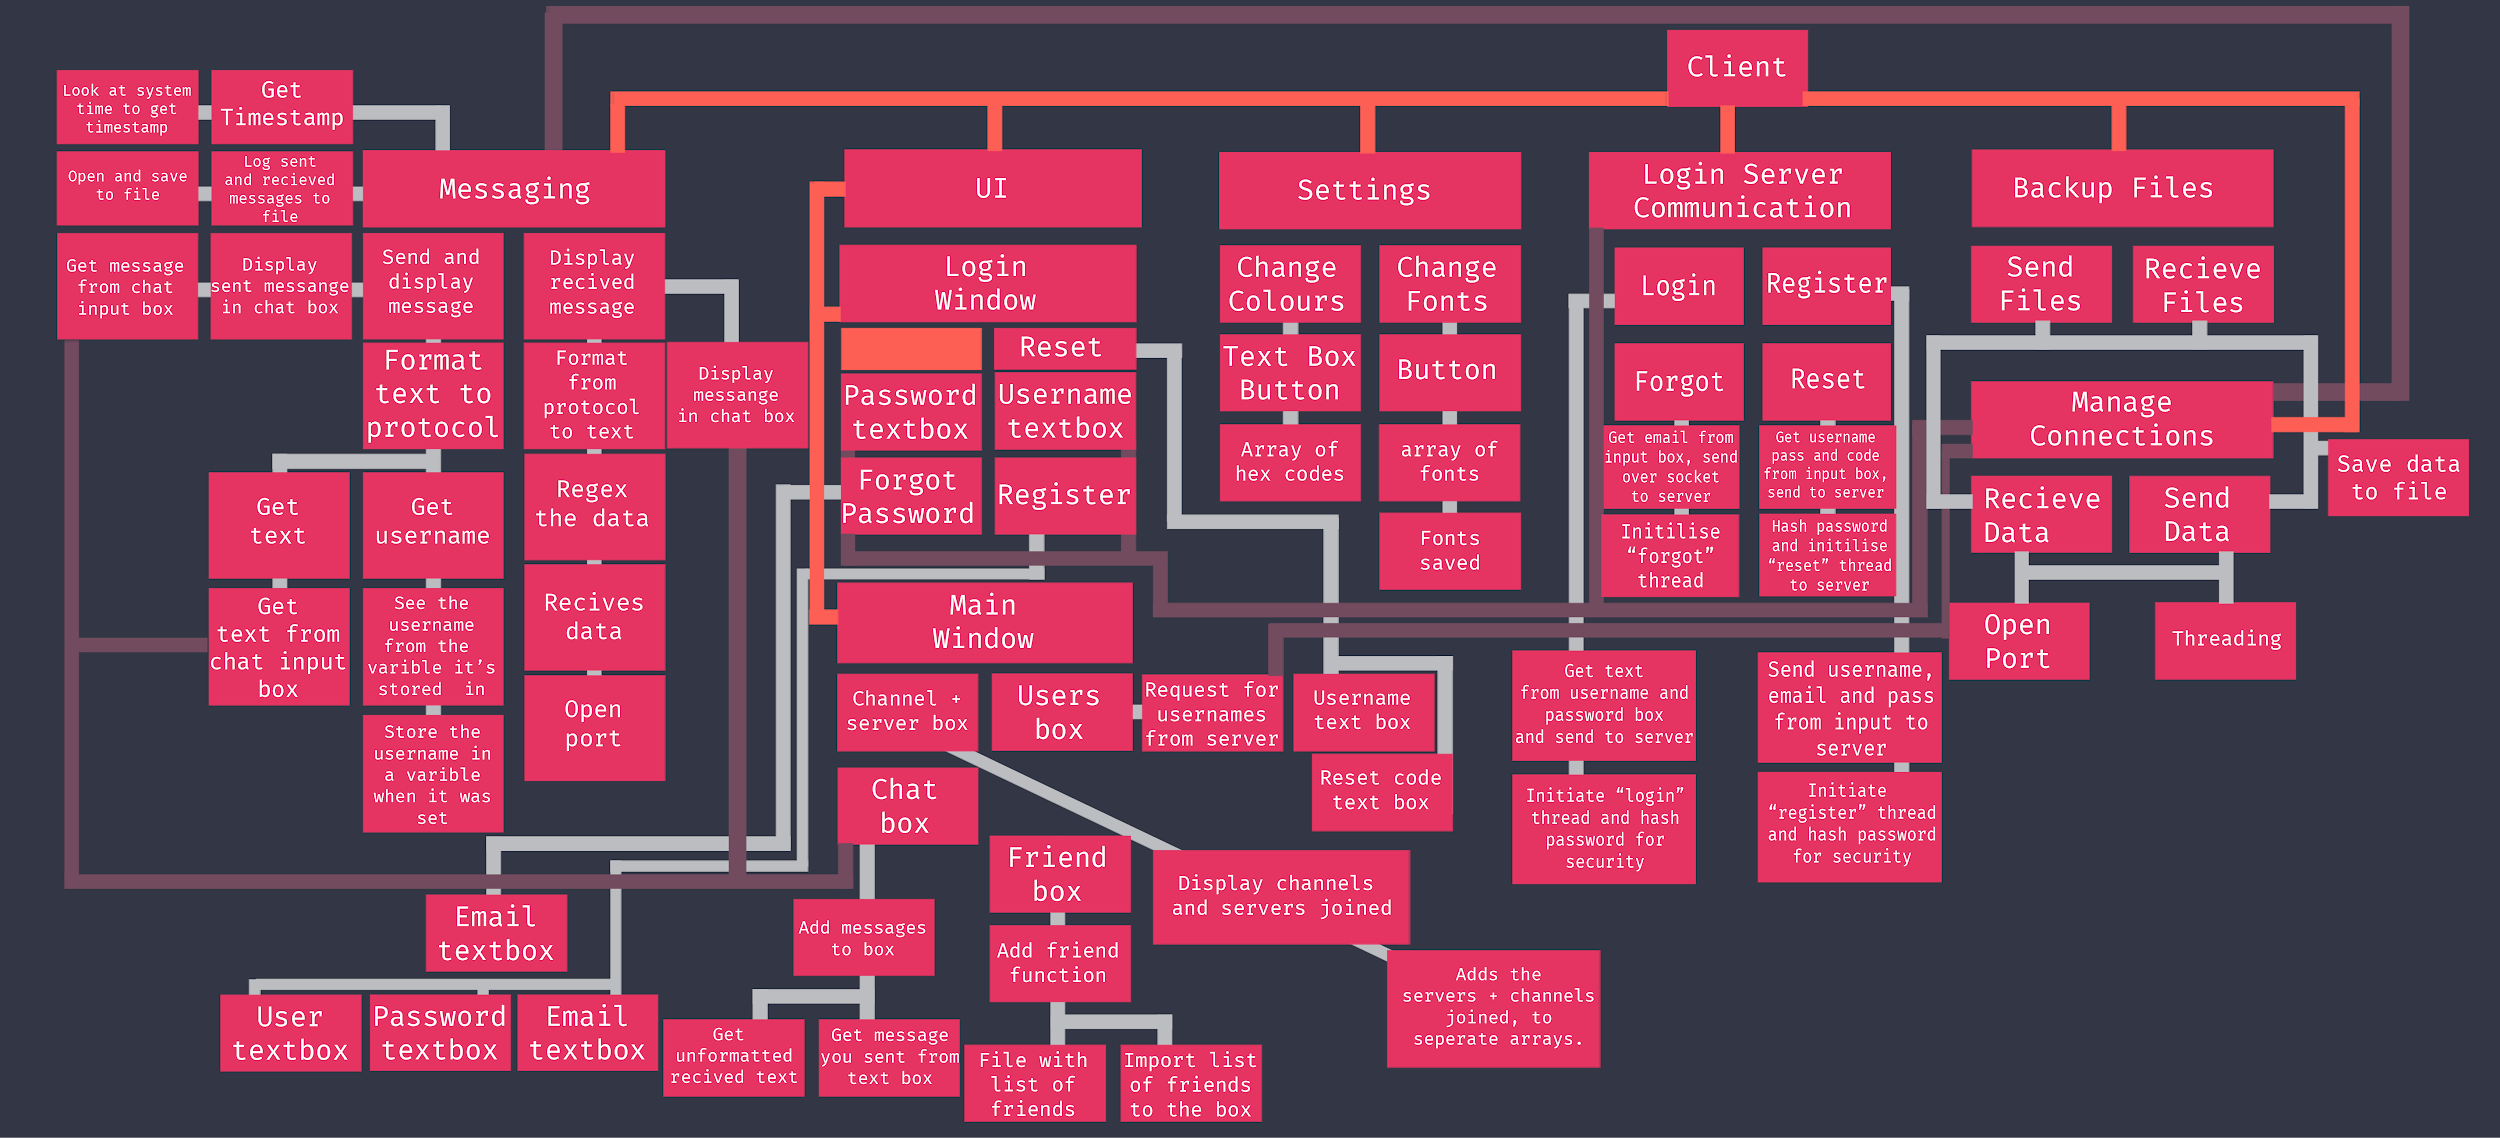 Client
Look at system
time to get
timestamp
Get
Timestamp
Open and save
to file
Log sent
and recieved
messages to
file
Messaging
Get message
from chat
input box
Display
sent messange
in chat box
Send and
display
message
Display
recived
message
Format
text to
protocol
Format
from
protocol
to text
Display
messange
in chat box
Get
text
Get
username
Regex
the data
Get
text from
chat input
box
See the
username
from the
varible it’s
stored in
Recives
data
Store the
username in
a varible
when it was
set
Open
port
UI
Login
Window
Reset
Password
textbox
Username
textbox
Forgot
Password
Register
Main
Window
Channel +
server box
Users
box
Request for
usernames
from server
Username
text box
Reset code
text box
Chat
box
Friend
box
Display channels
and servers joined
Add messages
to box
Add friend
function
Adds the
servers + channels
joined, to
seperate arrays.
Email
textbox
User
textbox
Password
textbox
Email
textbox
Get
unformatted
recived text
Get message
you sent from
text box
File with
list of
friends
Import list
of friends
to the box
Settings
Change
Colours
Change
Fonts
Text Box
Button
Button
Array of
hex codes
array of
fonts
Fonts
saved
Login Server
Communication
Login
Register
Forgot
Reset
Get email from
input box, send
over socket
to server
Get username
pass and code
from input box,
send to server
Initilise
“forgot”
thread
Hash password
and initilise
“reset” thread
to server
Get text
from username and
password box
and send to server
Send username,
email and pass
from input to
server
Initiate “login”
thread and hash
password for
security
Initiate
“register” thread
and hash password
for security
Backup Files
Send
Files
Recieve
Files
Manage
Connections
Save data
to file
Recieve
Data
Send
Data
Open
Port
Threading